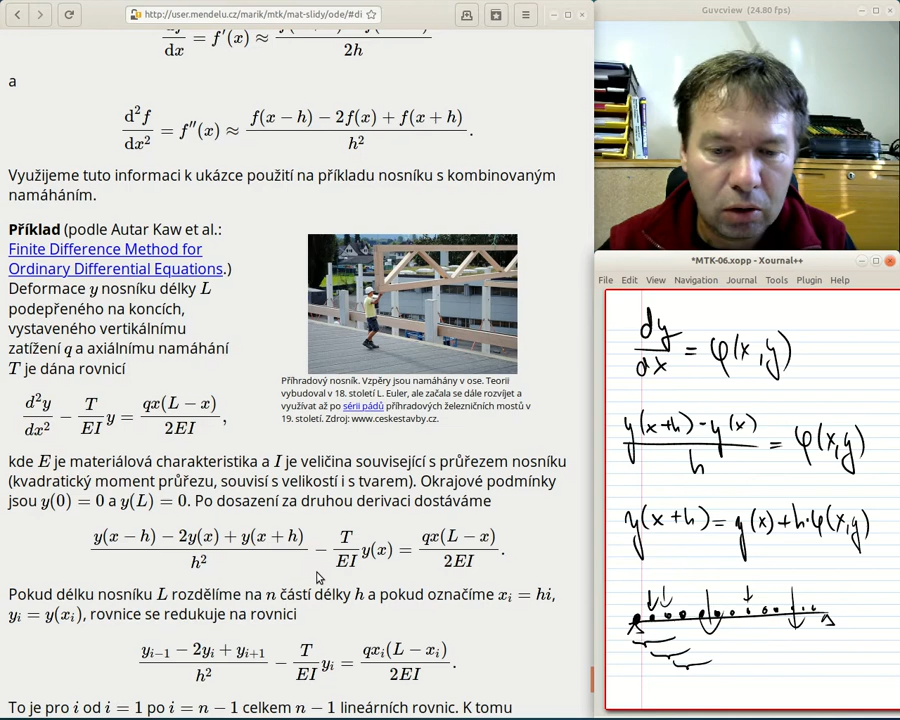 http://user.mendelu.cz/marik/mtk/mat-slidy/ode/#di
dx = f′(x) ≈ 2h
a
d²f/dx² = f″(x) ≈ (f(x − h) − 2f(x) + f(x + h))/h².
Využijeme tuto informaci k ukázce použití na příkladu nosníku s kombinovaným
namáháním.
Příklad (podle Autar Kaw et al.:
Finite Difference Method for
Ordinary Differential Equations.)
Deformace y nosníku délky L
podepřeného na koncích,
vystaveného vertikálnímu
zatížení q a axiálnímu namáhání
T je dána rovnicí
Příhradový nosník. Vzpěry jsou namáhány v ose. Teorii
vybudoval v 18. století L. Euler, ale začala se dále rozvíjet a
využívat až po sérii pádů příhradových železničních mostů v
19. století. Zdroj: www.ceskestavby.cz.
d²y/dx² − T/EI y = qx(L − x)/2EI,
kde E je materiálová charakteristika a I je veličina související s průřezem nosníku
(kvadratický moment průřezu, souvisí s velikostí i s tvarem). Okrajové podmínky
jsou y(0) = 0 a y(L) = 0. Po dosazení za druhou derivaci dostáváme
(y(x − h) − 2y(x) + y(x + h))/h² − T/EI y(x) = qx(L − x)/2EI.
Pokud délku nosníku L rozdělíme na n částí délky h a pokud označíme xᵢ = hi,
yᵢ = y(xᵢ), rovnice se redukuje na rovnici
(yᵢ₋₁ − 2yᵢ + yᵢ₊₁)/h² − T/EI yᵢ = qxᵢ(L − xᵢ)/2EI.
To je pro i od i = 1 po i = n − 1 celkem n − 1 lineárních rovnic. K tomu
Guvcview (24.80 fps)
*MTK-06.xopp - Xournal++
File Edit View Navigation Journal Tools Plugin Help
dy/dx = φ(x,y)
(y(x+h) - y(x))/h = φ(x,y)
y(x+h) = y(x) + h·φ(x,y)